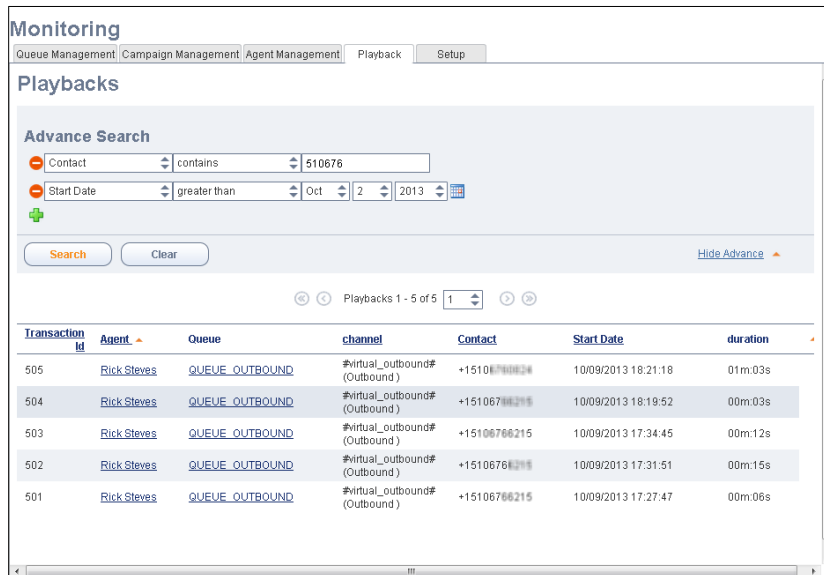 Monitoring
Queue Management Campaign Management Agent Management Playback Setup
Playbacks
Advance Search
Contact contains 510676
Start Date greater than Oct 2 2013
Search Clear Hide Advance
Playbacks 1 - 5 of 5 1
Transaction Id Agent Queue channel Contact Start Date duration
505 Rick Steves QUEUE_OUTBOUND #virtual_outbound# (Outbound ) 10/09/2013 18:21:18 01m:03s
504 Rick Steves QUEUE_OUTBOUND #virtual_outbound# (Outbound ) 10/09/2013 18:19:52 00m:03s
503 Rick Steves QUEUE_OUTBOUND #virtual_outbound# (Outbound ) +15106766215 10/09/2013 17:34:45 00m:12s
502 Rick Steves QUEUE_OUTBOUND #virtual_outbound# (Outbound ) 10/09/2013 17:31:51 00m:15s
501 Rick Steves QUEUE_OUTBOUND #virtual_outbound# (Outbound ) +15106766215 10/09/2013 17:27:47 00m:06s